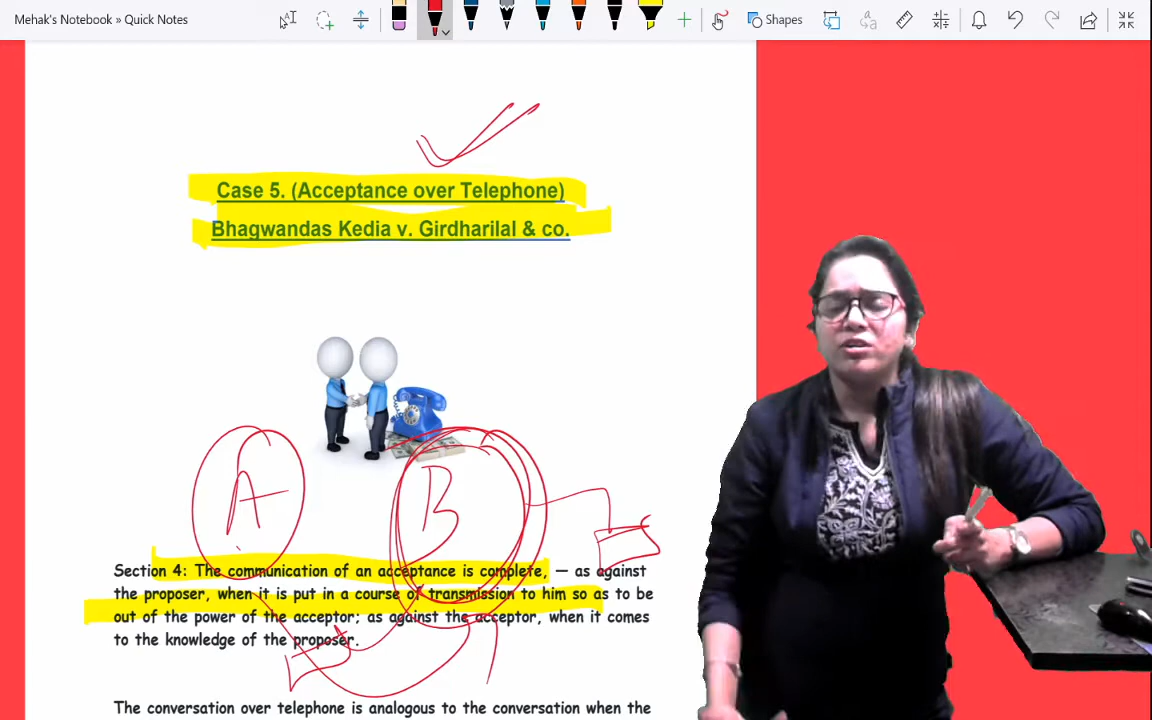 Mehak's Notebook » Quick Notes
Shapes
Case 5. (Acceptance over Telephone)
Bhagwandas Kedia v. Girdharilal & co.
A
B
Section 4: The communication of an acceptance is complete, — as against
the proposer, when it is put in a course of transmission to him so as to be
out of the power of the acceptor; as against the acceptor, when it comes
to the knowledge of the proposer.
The conversation over telephone is analogous to the conversation when the